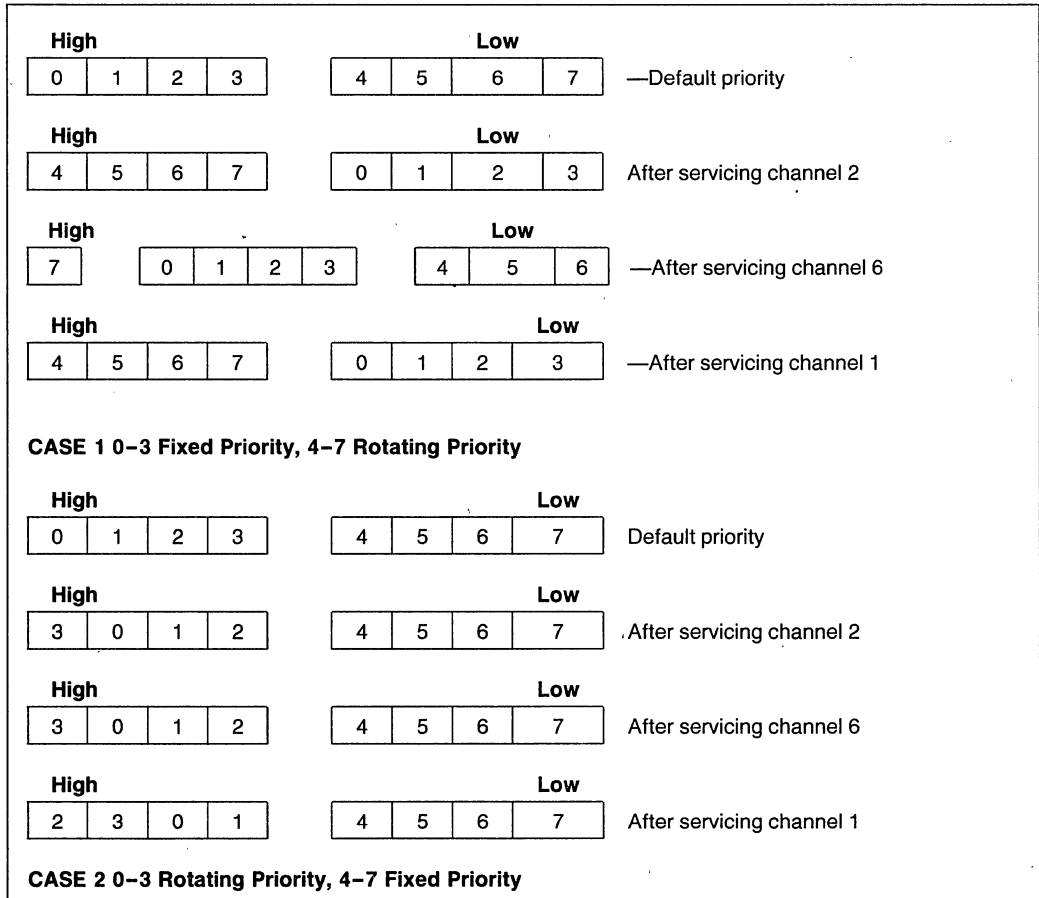 High Low
0 1 2 3 4 5 6 7 —Default priority
High Low
4 5 6 7 0 1 2 3 After servicing channel 2
High Low
7 0 1 2 3 4 5 6 —After servicing channel 6
High Low
4 5 6 7 0 1 2 3 —After servicing channel 1
CASE 1 0–3 Fixed Priority, 4–7 Rotating Priority
High Low
0 1 2 3 4 5 6 7 Default priority
High Low
3 0 1 2 4 5 6 7 After servicing channel 2
High Low
3 0 1 2 4 5 6 7 After servicing channel 6
High Low
2 3 0 1 4 5 6 7 After servicing channel 1
CASE 2 0–3 Rotating Priority, 4–7 Fixed Priority